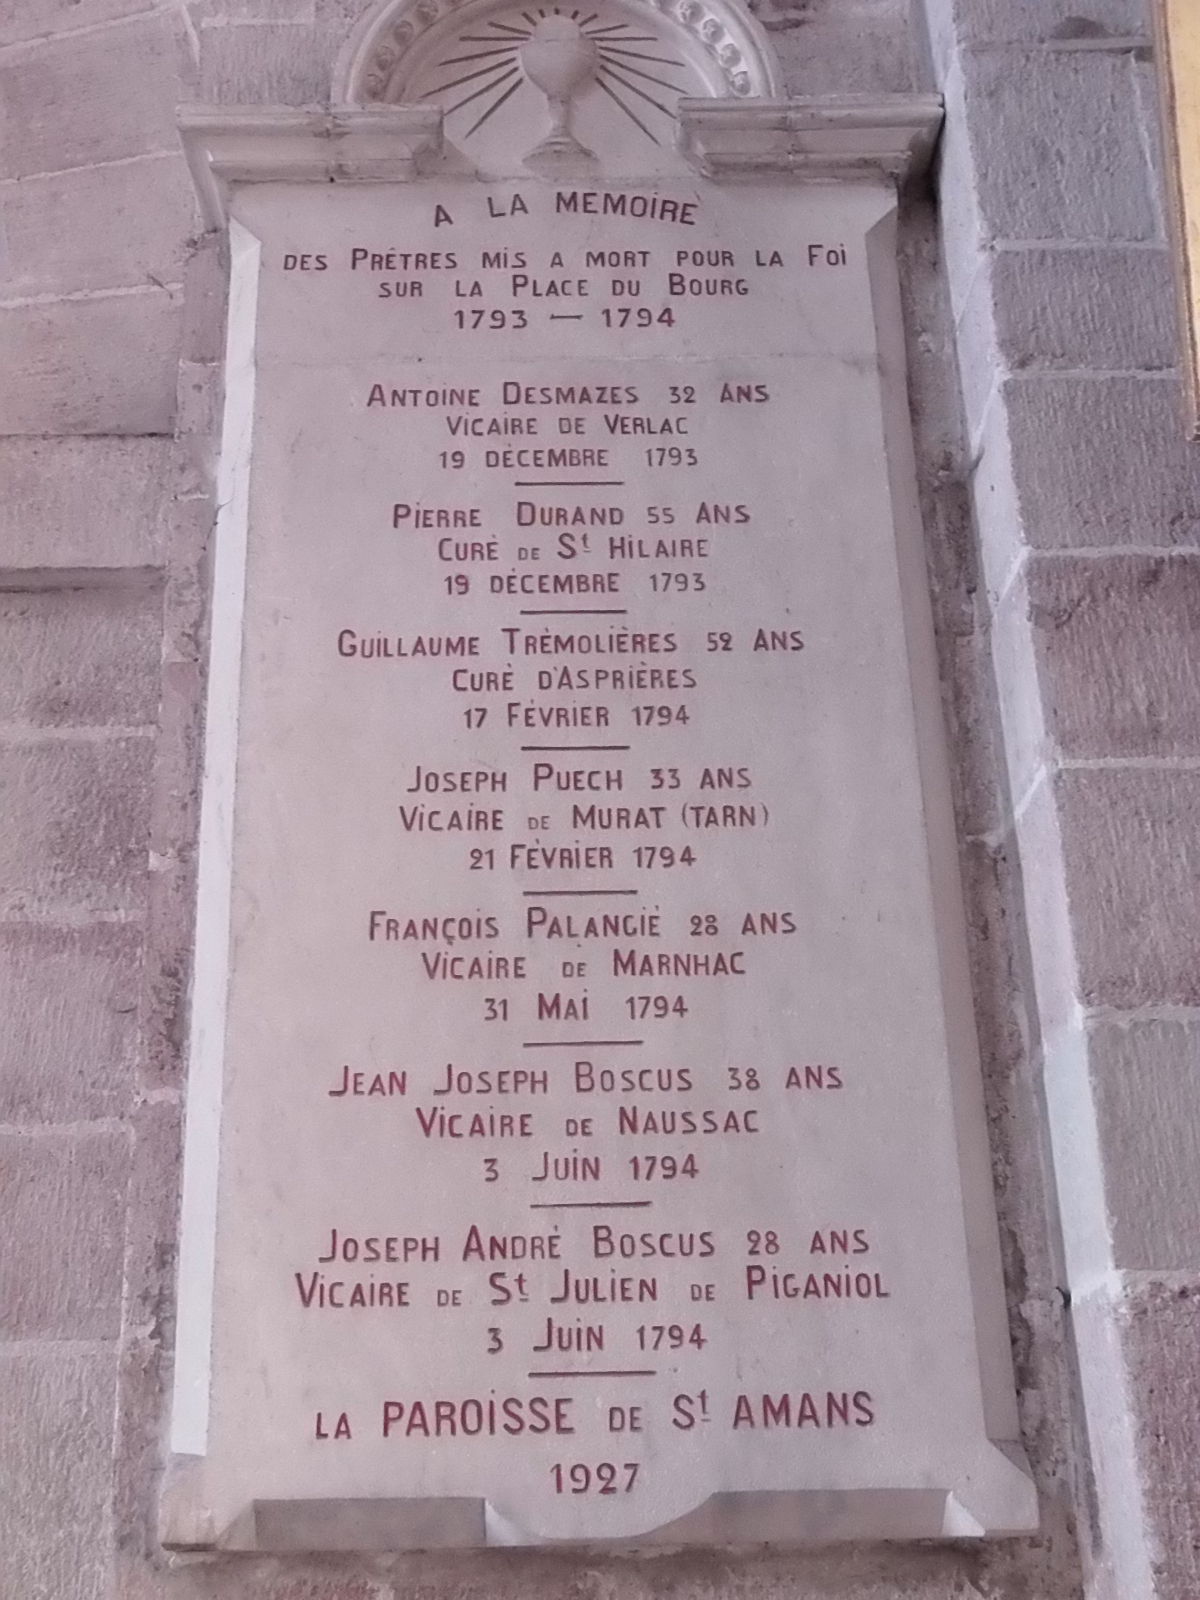 A LA MEMOIRE
DES PRÊTRES MIS A MORT POUR LA FOI
SUR LA PLACE DU BOURG
1793 — 1794
ANTOINE DESMAZES 32 ANS
VICAIRE DE VERLAC
19 DÉCEMBRE 1793
PIERRE DURAND 55 ANS
CURÉ DE St HILAIRE
19 DÉCEMBRE 1793
GUILLAUME TRÉMOLIÈRES 52 ANS
CURÉ D'ASPRIÈRES
17 FÉVRIER 1794
JOSEPH PUECH 33 ANS
VICAIRE DE MURAT (TARN)
21 FÉVRIER 1794
FRANÇOIS PALANGIÉ 28 ANS
VICAIRE DE MARNHAC
31 MAI 1794
JEAN JOSEPH BOSCUS 38 ANS
VICAIRE DE NAUSSAC
3 JUIN 1794
JOSEPH ANDRÉ BOSCUS 28 ANS
VICAIRE DE St JULIEN DE PIGANIOL
3 JUIN 1794
LA PAROISSE DE St AMANS
1927